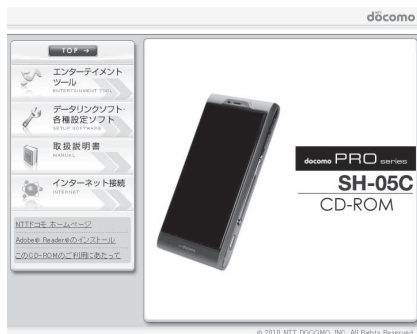 döcomo
TOP →
エンターテイメント
ツール
ENTERTAINMENT TOOL
データリンクソフト・
各種設定ソフト
SETUP SOFTWARE
取扱説明書
MANUAL
インターネット接続
INTERNET
NTTドコモ ホームページ
Adobe® Reader®のインストール
このCD-ROMのご利用にあたって
docomo PRO series
SH-05C
CD-ROM
© 2010 NTT DOCOMO, INC. All Rights Reserved.